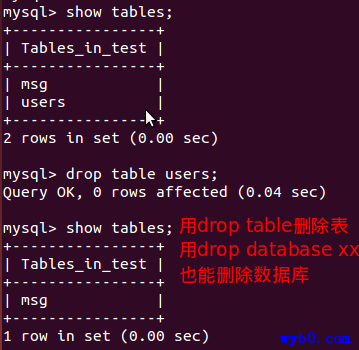 mysql> show tables;
+----------------+
| Tables_in_test |
+----------------+
| msg            |
| users          |
+----------------+
2 rows in set (0.00 sec)
mysql> drop table users;
Query OK, 0 rows affected (0.04 sec)
mysql> show tables;
用drop table删除表
+----------------+
用drop database xx
| Tables_in_test |
+----------------+
也能删除数据库
| msg            |
+----------------+
1 row in set (0.00 sec)
wyb0.com